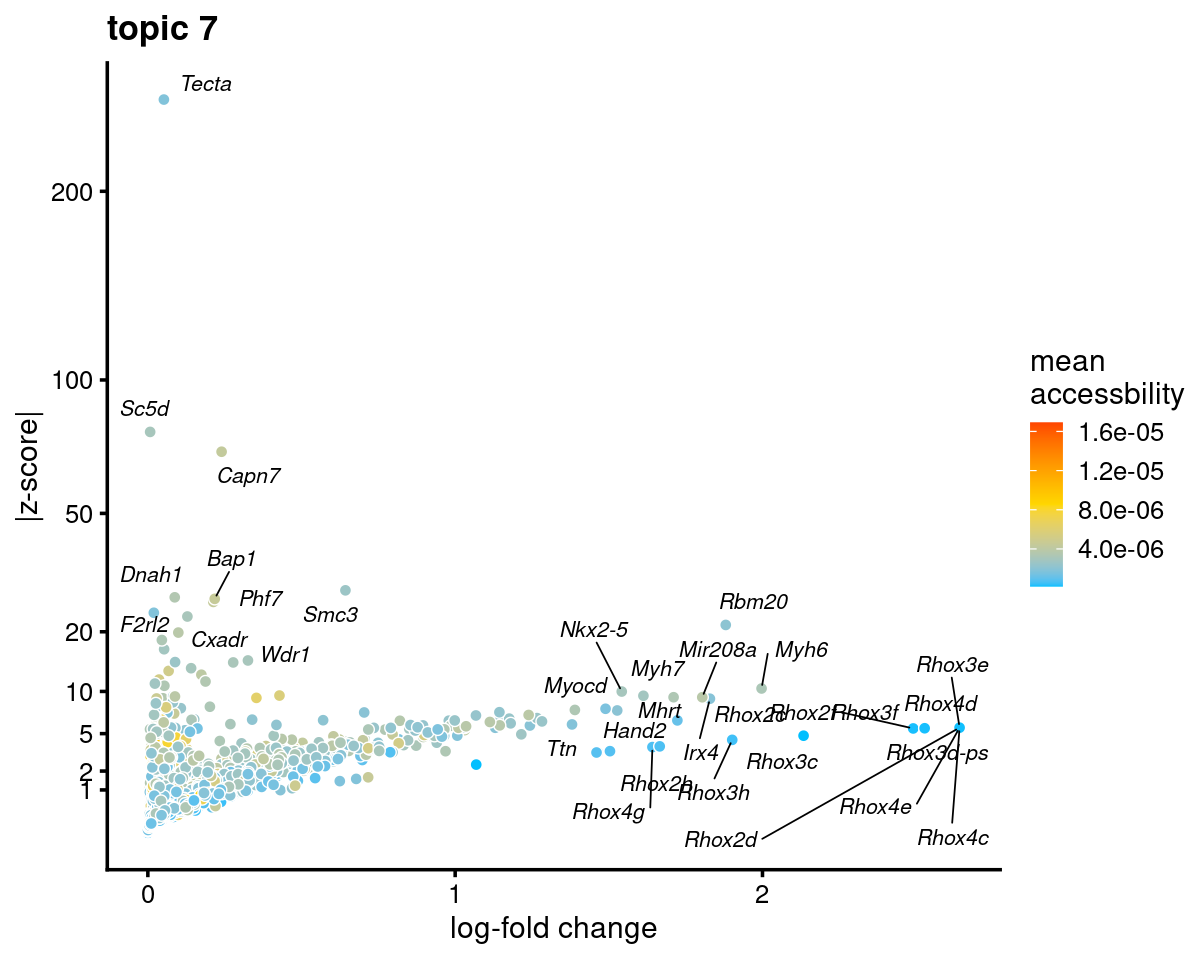 topic 7
Tecta
200
100
Sc5d
Capn7
50
Bap1
Dnah1
Phf7
Smc3
Rbm20
F2rl2
Cxadr
Nkx2-5
20
Wdr1
Mir208a
Myh6
Myh7
Rhox3e
Myocd
10
Rhox4d
Mhrt
Rhox2c
Rhox2f
Rhox3f
5
Hand2
Ttn
Irx4
Rhox3d-ps
Rhox3c
2
1
Rhox2h
Rhox3h
Rhox4g
Rhox4e
Rhox2d
Rhox4c
0
1
2
log-fold change
|z-score|
mean
accessbility
1.6e-05
1.2e-05
8.0e-06
4.0e-06